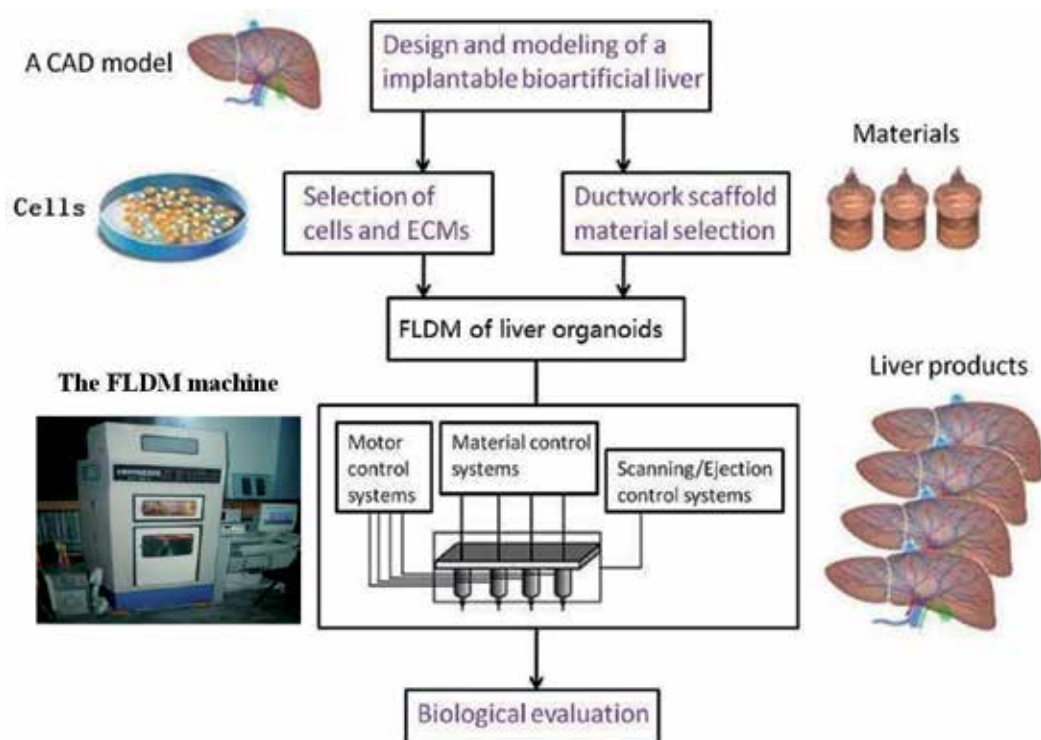 A CAD model
Design and modeling of a
implantable bioartificial liver
Materials
Cells
Selection of
cells and ECMs
Ductwork scaffold
material selection
FLDM of liver organoids
The FLDM machine
Liver products
Motor
control
systems
Material control
systems
Scanning/Ejection
control systems
Biological evaluation